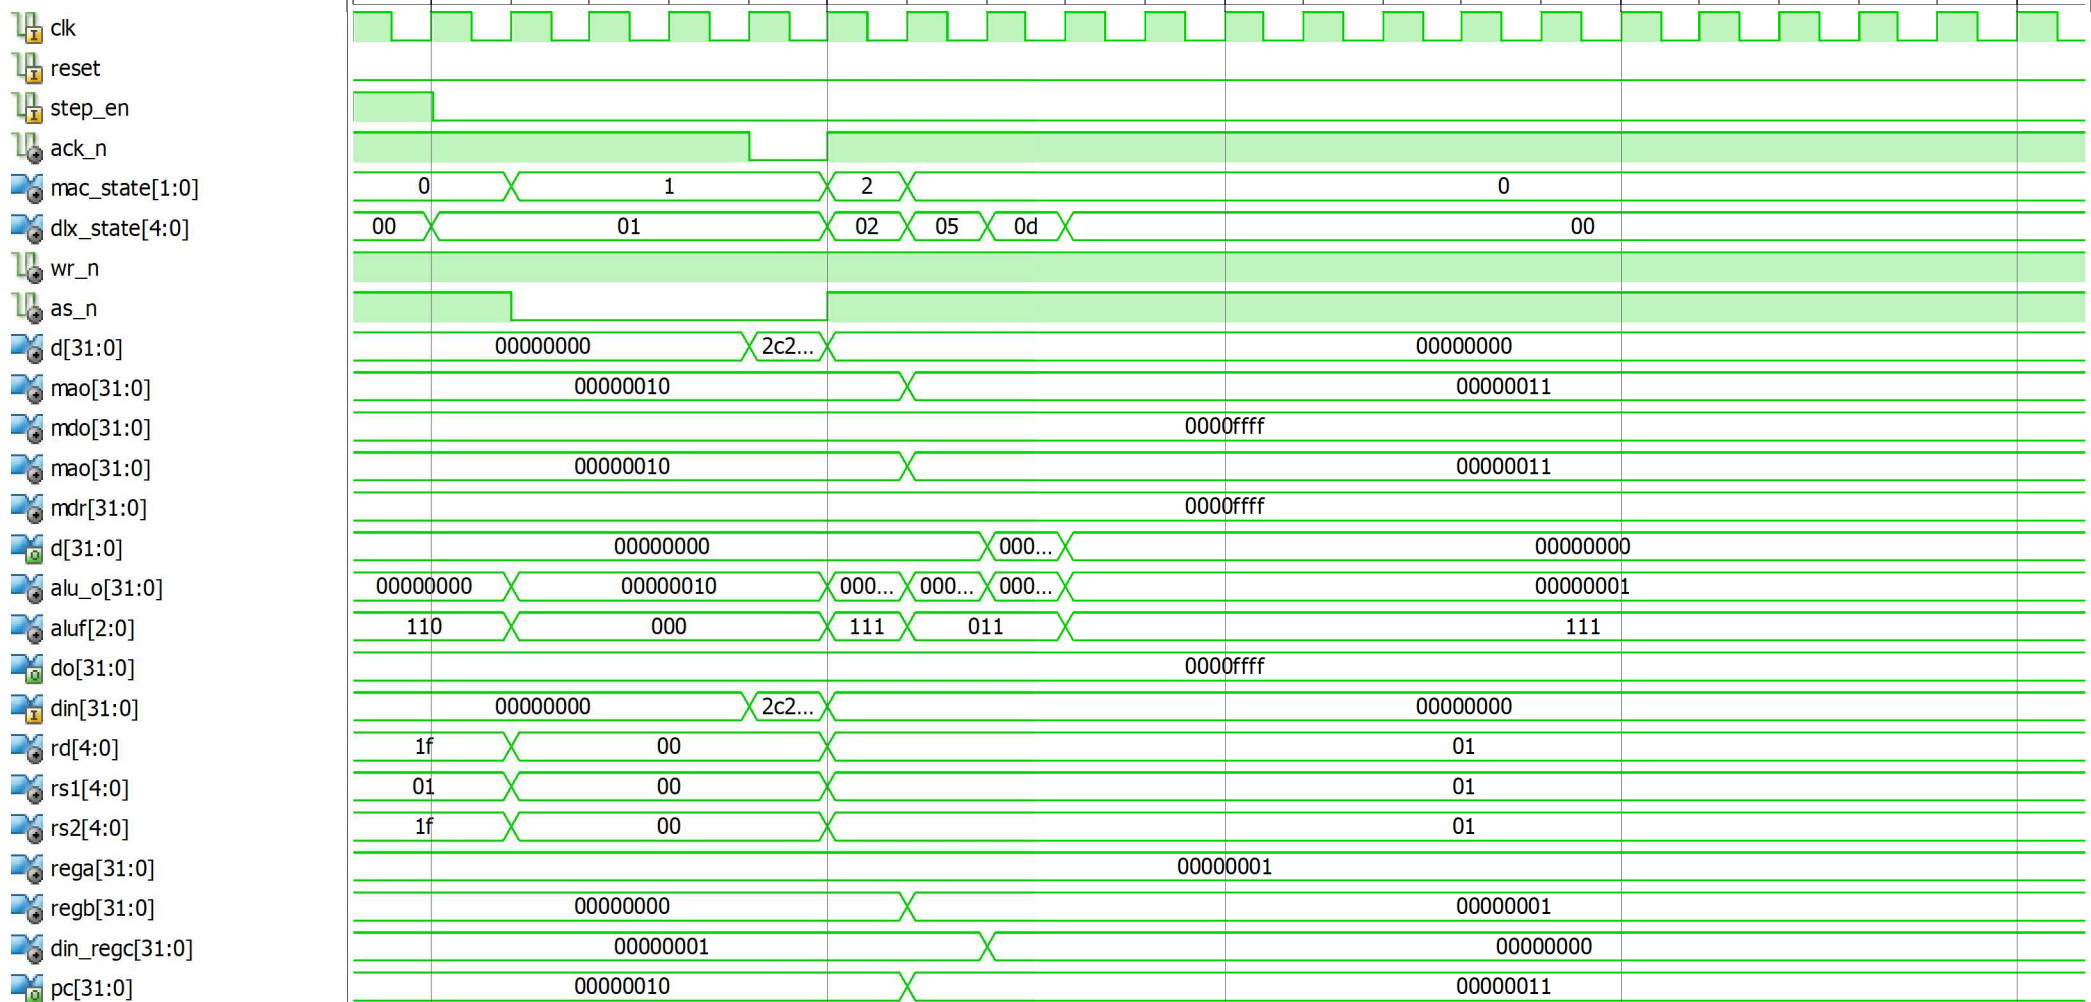 clk
reset
step_en
ack_n
mac_state[1:0] 0 1 2 0
dlx_state[4:0] 00 01 02 05 0d 00
wr_n
as_n
d[31:0] 00000000 2c2... 00000000
mao[31:0] 00000010 00000011
mdo[31:0] 0000ffff
mao[31:0] 00000010 00000011
mdr[31:0] 0000ffff
d[31:0] 00000000 000... 00000000
alu_o[31:0] 00000000 00000010 000... 000... 000... 00000001
aluf[2:0] 110 000 111 011 111
do[31:0] 0000ffff
din[31:0] 00000000 2c2... 00000000
rd[4:0] 1f 00 01
rs1[4:0] 01 00 01
rs2[4:0] 1f 00 01
rega[31:0] 00000001
regb[31:0] 00000000 00000001
din_regc[31:0] 00000001 00000000
pc[31:0] 00000010 00000011